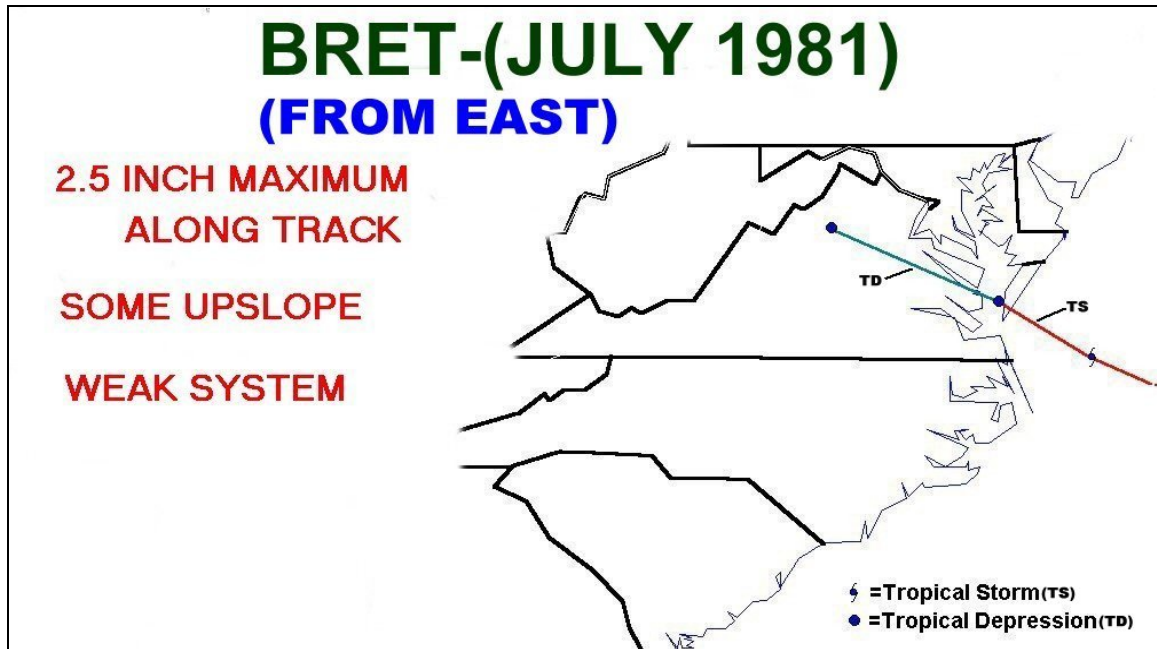 BRET-(JULY 1981)
(FROM EAST)
2.5 INCH MAXIMUM
ALONG TRACK
SOME UPSLOPE
WEAK SYSTEM
TD
TS
=Tropical Storm(TS)
=Tropical Depression(TD)